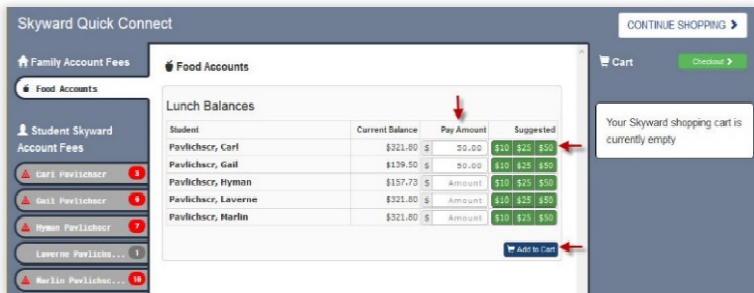 Skyward Quick Connect
CONTINUE SHOPPING
Family Account Fees
Food Accounts
Student Skyward
Account Fees
Carl Pavlichscr 3
Gail Pavlichscr 9
Hyman Pavlichscr 7
Laverne Pavlichs... 1
Marlin Pavlichsc... 10
Food Accounts
Lunch Balances
Student Current Balance Pay Amount Suggested
Pavlichscr, Carl $321.80 $ 50.00 $10 $25 $50
Pavlichscr, Gail $139.50 $ 50.00 $10 $25 $50
Pavlichscr, Hyman $157.73 $ Amount $10 $25 $50
Pavlichscr, Laverne $321.80 $ Amount $10 $25 $50
Pavlichscr, Marlin $321.80 $ Amount $10 $25 $50
Add to Cart
Cart
Checkout
Your Skyward shopping cart is
currently empty